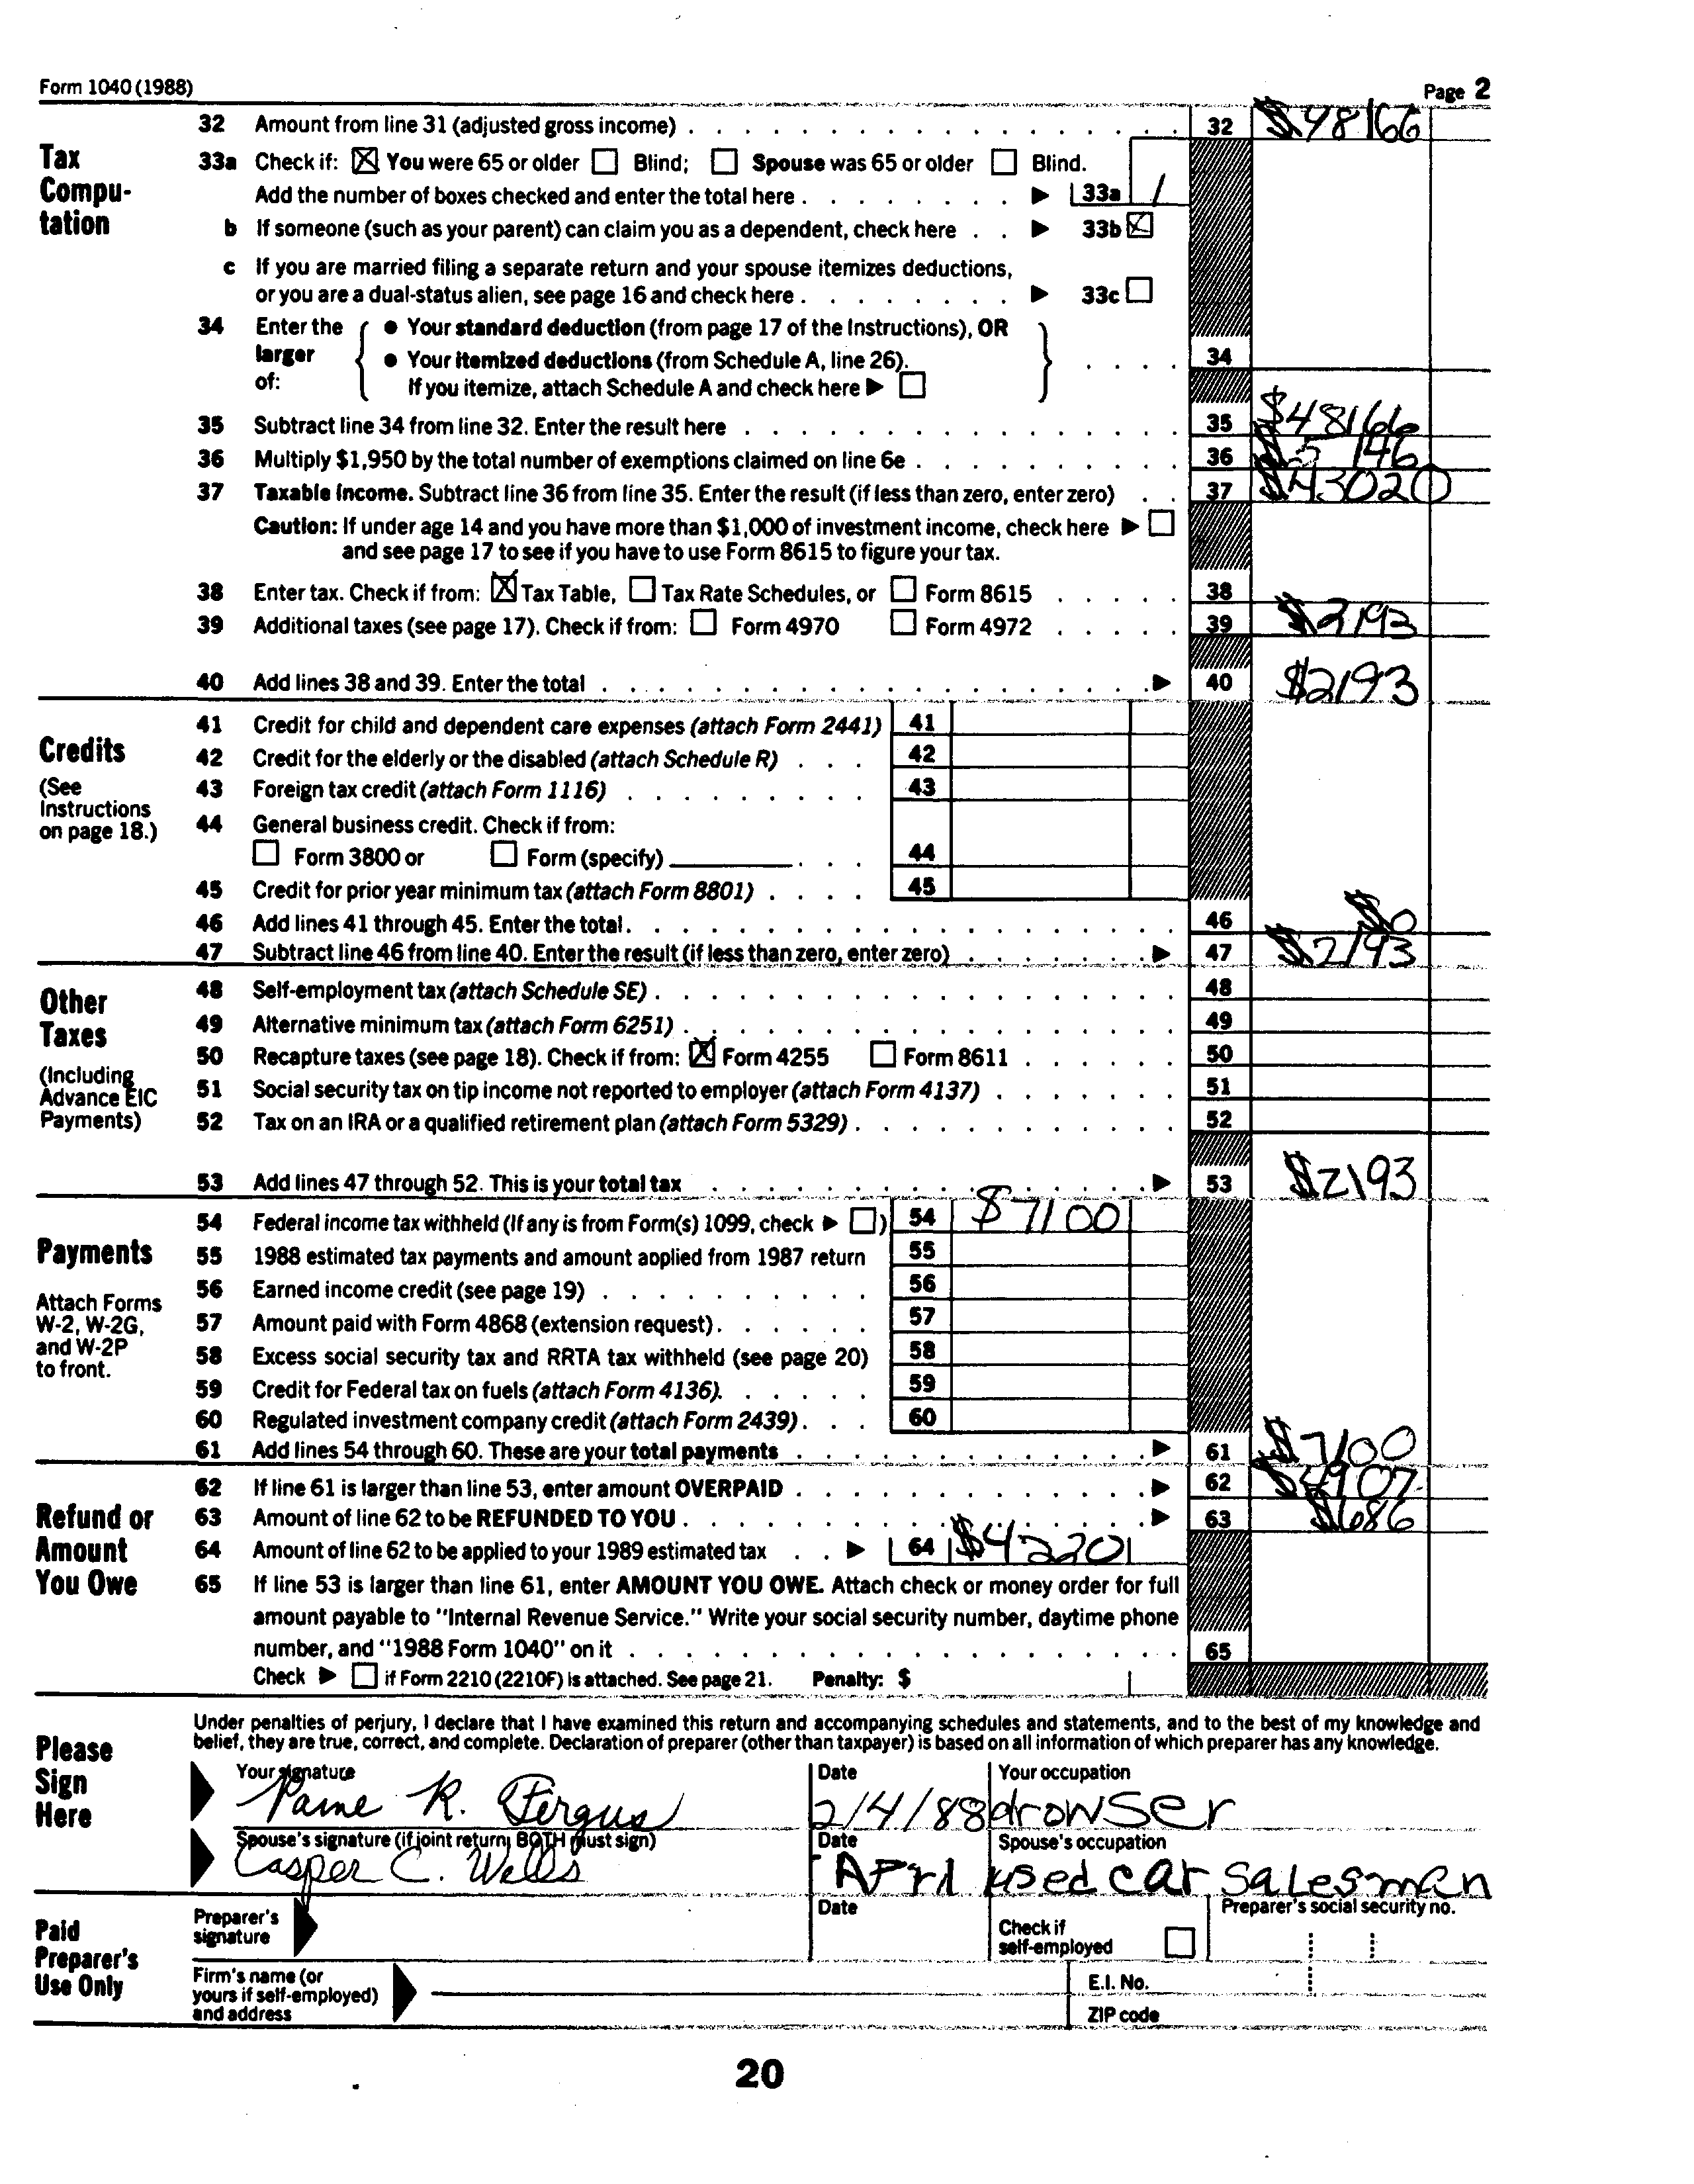 Form 1040 (1988)
Page 2
Tax Compu-tation
32 Amount from line 31 (adjusted gross income) . . . 32 $48166
33a Check if: ☒ You were 65 or older ☐ Blind; ☐ Spouse was 65 or older ☐ Blind.
Add the number of boxes checked and enter the total here . . . ▶ 33a 1
b If someone (such as your parent) can claim you as a dependent, check here . . ▶ 33b ☒
c If you are married filing a separate return and your spouse itemizes deductions,
or you are a dual-status alien, see page 16 and check here . . . ▶ 33c ☐
34 Enter the larger of: { ● Your standard deduction (from page 17 of the Instructions), OR
● Your itemized deductions (from Schedule A, line 26).
If you itemize, attach Schedule A and check here ▶ ☐ } . . . . 34
35 Subtract line 34 from line 32. Enter the result here . . . 35 $48166
36 Multiply $1,950 by the total number of exemptions claimed on line 6e . . . 36 $5146
37 Taxable income. Subtract line 36 from line 35. Enter the result (if less than zero, enter zero) . . 37 $43020
Caution: If under age 14 and you have more than $1,000 of investment income, check here ▶ ☐
and see page 17 to see if you have to use Form 8615 to figure your tax.
38 Enter tax. Check if from: ☒ Tax Table, ☐ Tax Rate Schedules, or ☐ Form 8615 . . . 38
39 Additional taxes (see page 17). Check if from: ☐ Form 4970 ☐ Form 4972 . . . 39 $2193
40 Add lines 38 and 39. Enter the total . . . ▶ 40 $2193
Credits
(See Instructions on page 18.)
41 Credit for child and dependent care expenses (attach Form 2441) 41
42 Credit for the elderly or the disabled (attach Schedule R) . . . 42
43 Foreign tax credit (attach Form 1116) . . . 43
44 General business credit. Check if from:
☐ Form 3800 or ☐ Form (specify) . . . 44
45 Credit for prior year minimum tax (attach Form 8801) . . . . 45
46 Add lines 41 through 45. Enter the total . . . 46 $0
47 Subtract line 46 from line 40. Enter the result (if less than zero, enter zero) . . . ▶ 47 $2193
Other Taxes
(Including Advance EIC Payments)
48 Self-employment tax (attach Schedule SE) . . . 48
49 Alternative minimum tax (attach Form 6251) . . . 49
50 Recapture taxes (see page 18). Check if from: ☒ Form 4255 ☐ Form 8611 . . . 50
51 Social security tax on tip income not reported to employer (attach Form 4137) . . . 51
52 Tax on an IRA or a qualified retirement plan (attach Form 5329) . . . 52
53 Add lines 47 through 52. This is your total tax . . . ▶ 53 $2193
Payments
Attach Forms W-2, W-2G, and W-2P to front.
54 Federal income tax withheld (If any is from Form(s) 1099, check ▶ ☐) 54 $7100
55 1988 estimated tax payments and amount applied from 1987 return 55
56 Earned income credit (see page 19) . . . 56
57 Amount paid with Form 4868 (extension request) . . . 57
58 Excess social security tax and RRTA tax withheld (see page 20) 58
59 Credit for Federal tax on fuels (attach Form 4136). . . . 59
60 Regulated investment company credit (attach Form 2439) . . . 60
61 Add lines 54 through 60. These are your total payments . . . ▶ 61 $7100
Refund or Amount You Owe
62 If line 61 is larger than line 53, enter amount OVERPAID . . . ▶ 62 $4907
63 Amount of line 62 to be REFUNDED TO YOU . . . ▶ 63 $686
64 Amount of line 62 to be applied to your 1989 estimated tax . . ▶ 64 $4220
65 If line 53 is larger than line 61, enter AMOUNT YOU OWE. Attach check or money order for full
amount payable to "Internal Revenue Service." Write your social security number, daytime phone
number, and "1988 Form 1040" on it . . . 65
Check ▶ ☐ if Form 2210 (2210F) is attached. See page 21. Penalty: $
Please Sign Here
Under penalties of perjury, I declare that I have examined this return and accompanying schedules and statements, and to the best of my knowledge and
belief, they are true, correct, and complete. Declaration of preparer (other than taxpayer) is based on all information of which preparer has any knowledge.
Your signature Date Your occupation
Paine R. Fergus 2/4/88 drowser
Spouse's signature (if joint return, BOTH must sign) Date Spouse's occupation
Casper C. Wells April used car salesman
Paid Preparer's Use Only
Preparer's signature Date Check if self-employed ☐ Preparer's social security no.
Firm's name (or yours if self-employed) and address
E.I. No.
ZIP code
20